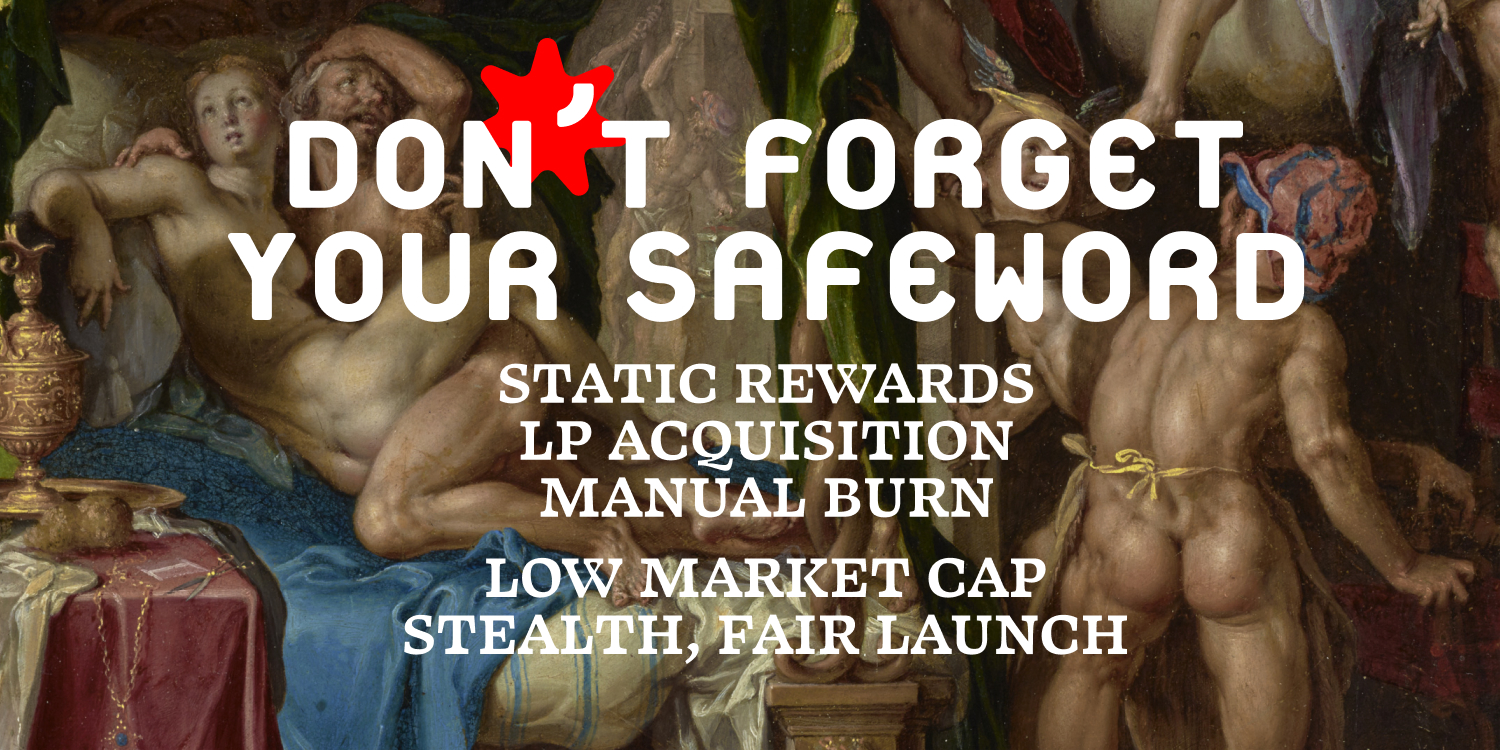 DON'T FORGET
YOUR SAFEWORD
STATIC REWARDS
LP ACQUISITION
MANUAL BURN
LOW MARKET CAP
STEALTH, FAIR LAUNCH